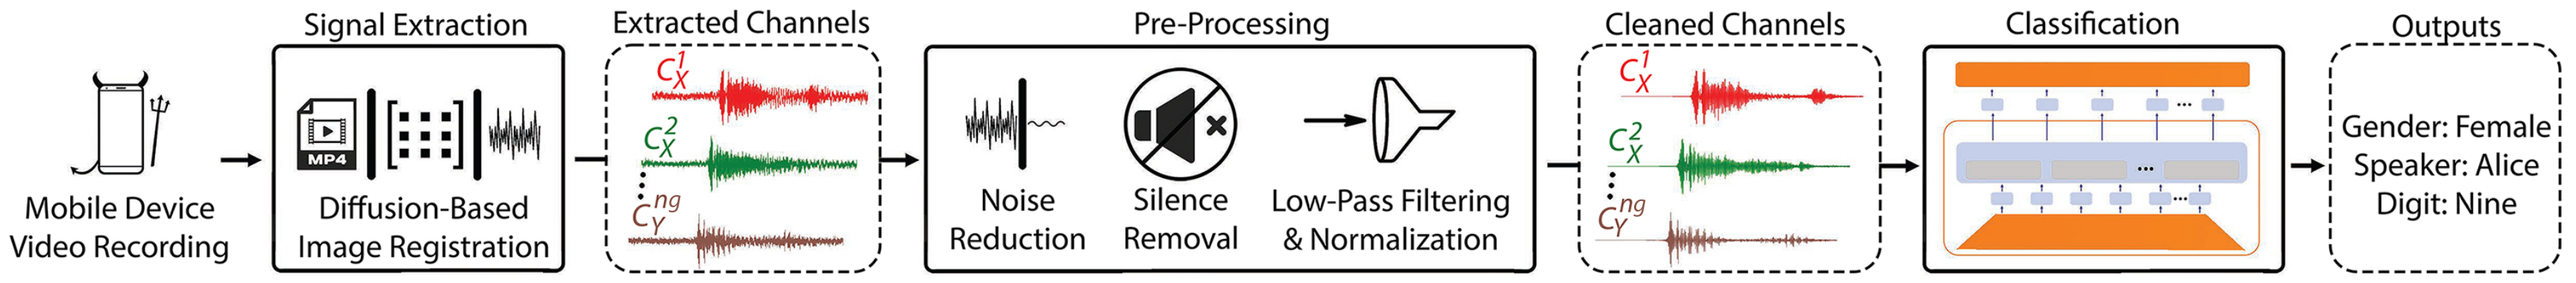 Signal Extraction
Extracted Channels
Pre-Processing
Cleaned Channels
Classification
Outputs
Mobile Device
Video Recording
MP4
Diffusion-Based
Image Registration
C_X^1
C_X^2
C_Y^ng
Noise
Reduction
Silence
Removal
Low-Pass Filtering
& Normalization
C_X^1
C_X^2
C_Y^ng
Gender: Female
Speaker: Alice
Digit: Nine